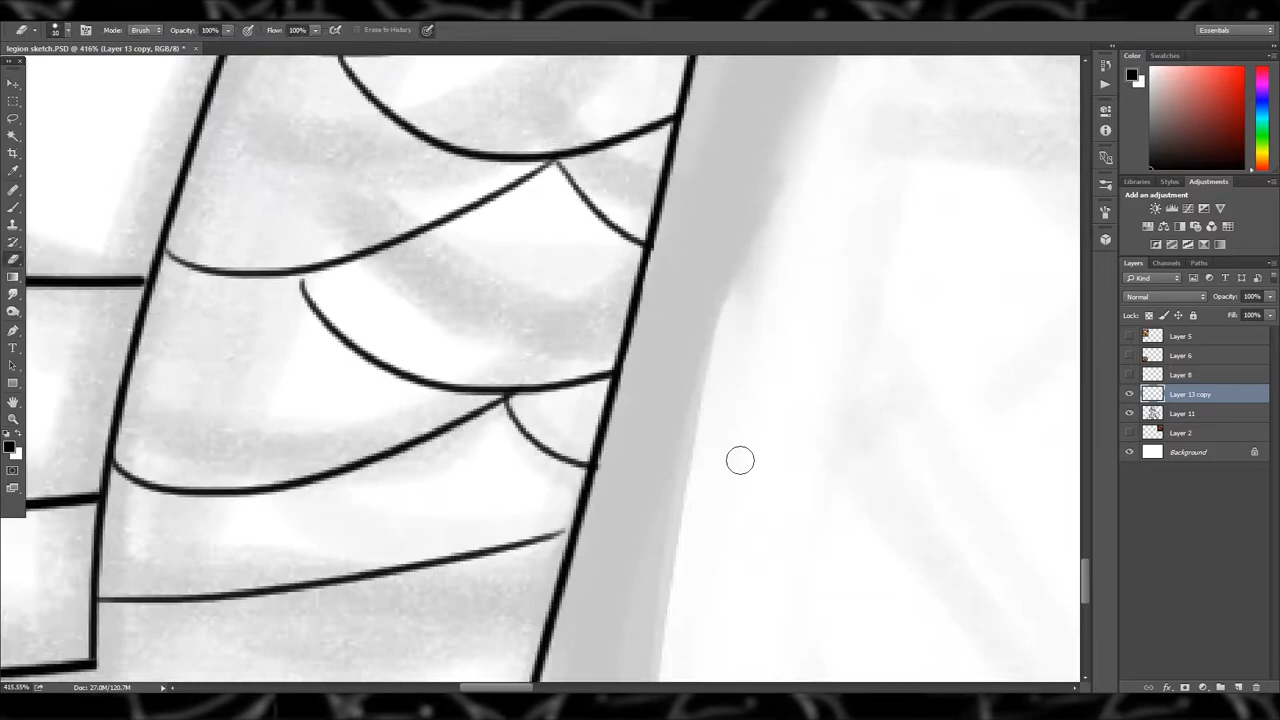 10 Mode: Brush Opacity: 100% Flow: 100% Erase to History Essentials
legion sketch.PSD @ 416% (Layer 13 copy, RGB/8) * ×
Color Swatches
Libraries Styles Adjustments
Add an adjustment
Layers Channels Paths
Kind
Normal Opacity: 100%
Lock: Fill: 100%
Layer 5
Layer 6
Layer 8
Layer 13 copy
Layer 11
Layer 2
Background
415.55% Doc: 27.0M/120.7M